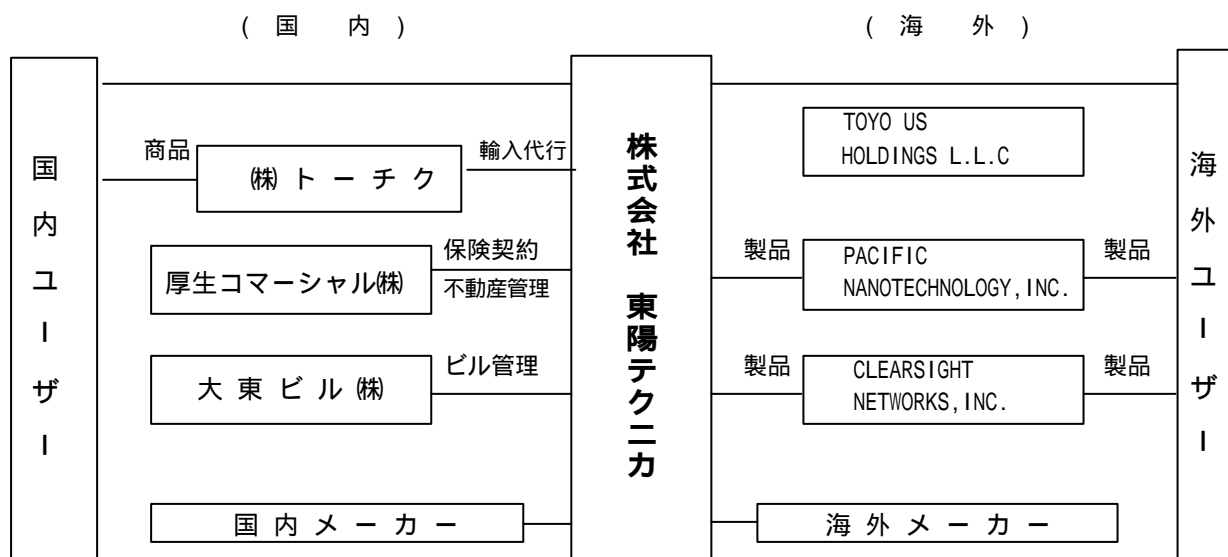 ( 国 内 )
( 海 外 )
国内ユーザー
商品
㈱ ト ー チ ク
輸入代行
厚生コマーシャル㈱
保険契約
不動産管理
大 東 ビ ル ㈱
ビル管理
国 内 メ ー カ ー
株式会社 東陽テクニカ
TOYO US
HOLDINGS L.L.C
製品
PACIFIC
NANOTECHNOLOGY,INC.
製品
製品
CLEARSIGHT
NETWORKS,INC.
製品
海 外 メ ー カ ー
海外ユーザー